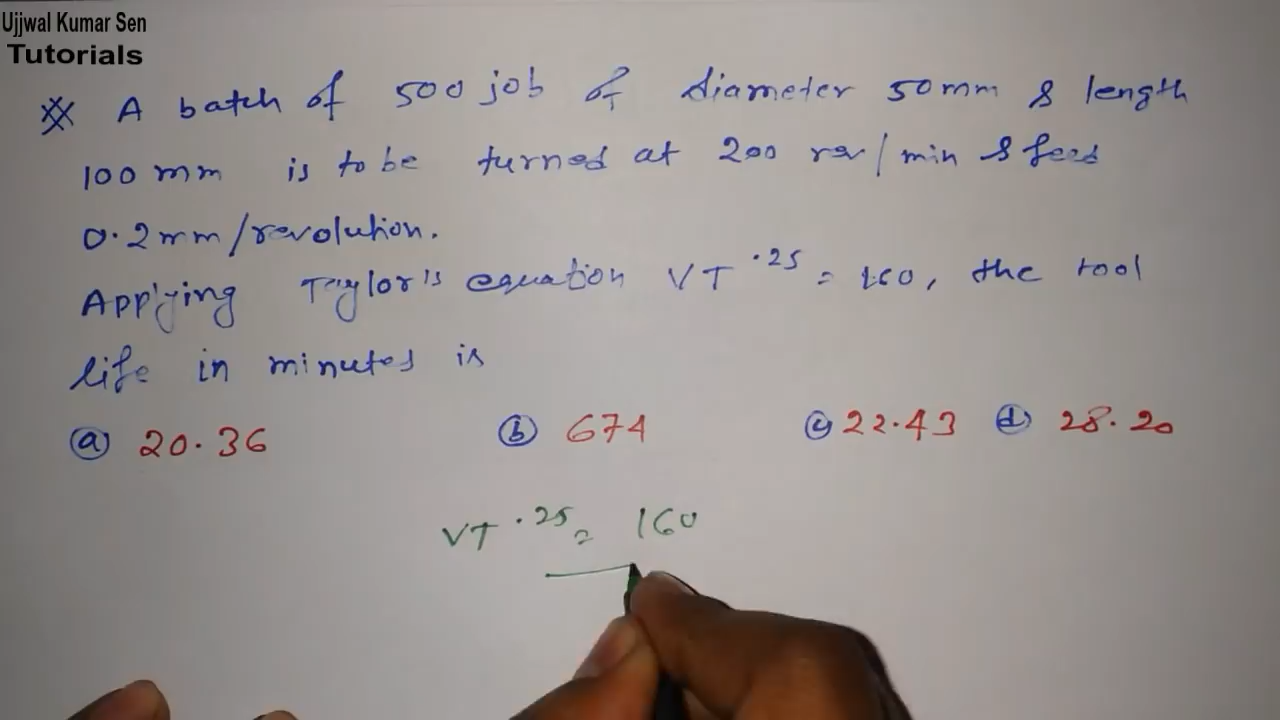 Ujjwal Kumar Sen
Tutorials
A batch of 500 job of diameter 50mm & length
100 mm is to be turned at 200 rev/min & feed
0.2mm/revolution.
Applying Taylor's equation VT^.25 = 160, the tool
life in minutes is
(a) 20.36 (b) 674 (c) 22.43 (d) 28.20
VT^.25 = 160